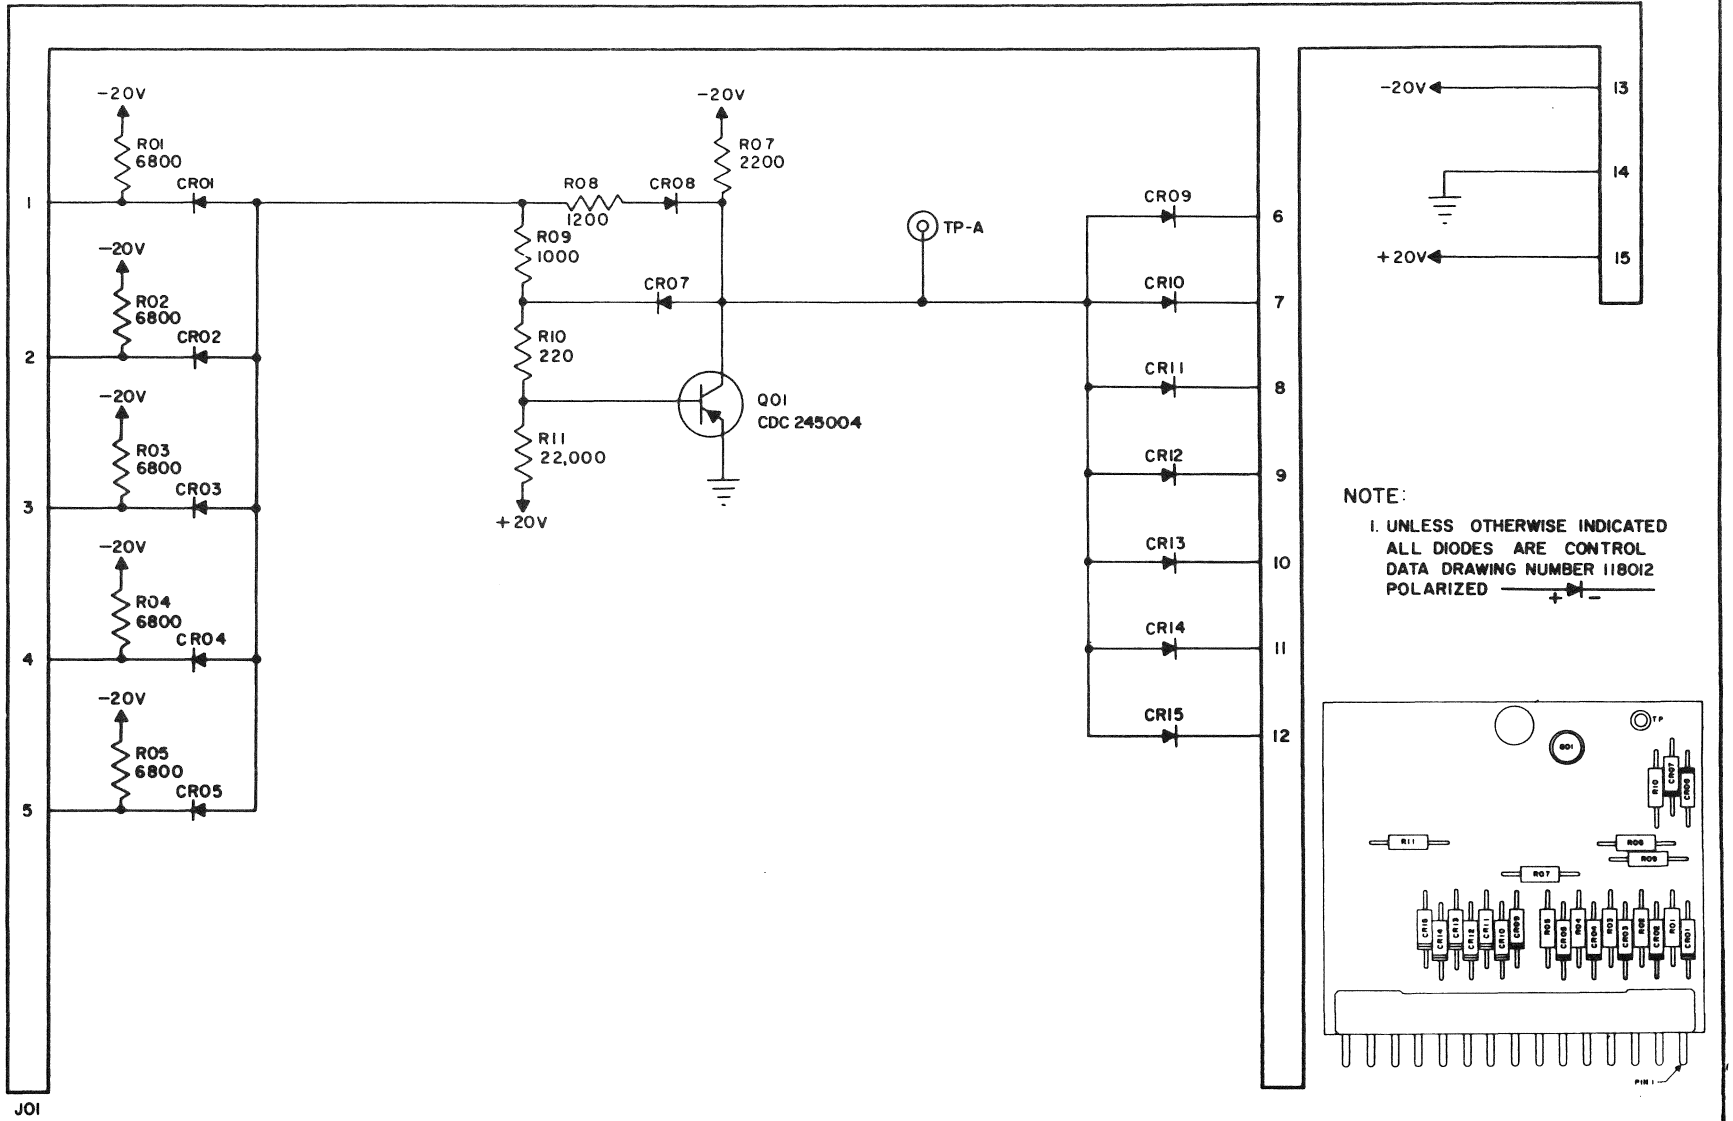 -20V
R01
6800
CR01
1
-20V
R02
6800
CR02
2
-20V
R03
6800
CR03
3
-20V
R04
6800
CR04
4
-20V
R05
6800
CR05
5
J01
R08
1200
CR08
-20V
R07
2200
R09
1000
CR07
R10
220
Q01
CDC 245004
R11
22,000
+20V
TP-A
CR09
6
CR10
7
CR11
8
CR12
9
CR13
10
CR14
11
CR15
12
-20V
13
14
+20V
15
NOTE:
1. UNLESS OTHERWISE INDICATED
ALL DIODES ARE CONTROL
DATA DRAWING NUMBER 118012
POLARIZED + -
TP
Q01
R10
CR07
R11
R09
R07
CR15
CR14
CR13
CR12
CR11
CR10
CR09
R05
CR05
R04
CR04
R03
CR03
R02
CR02
R01
CR01
PIN 1